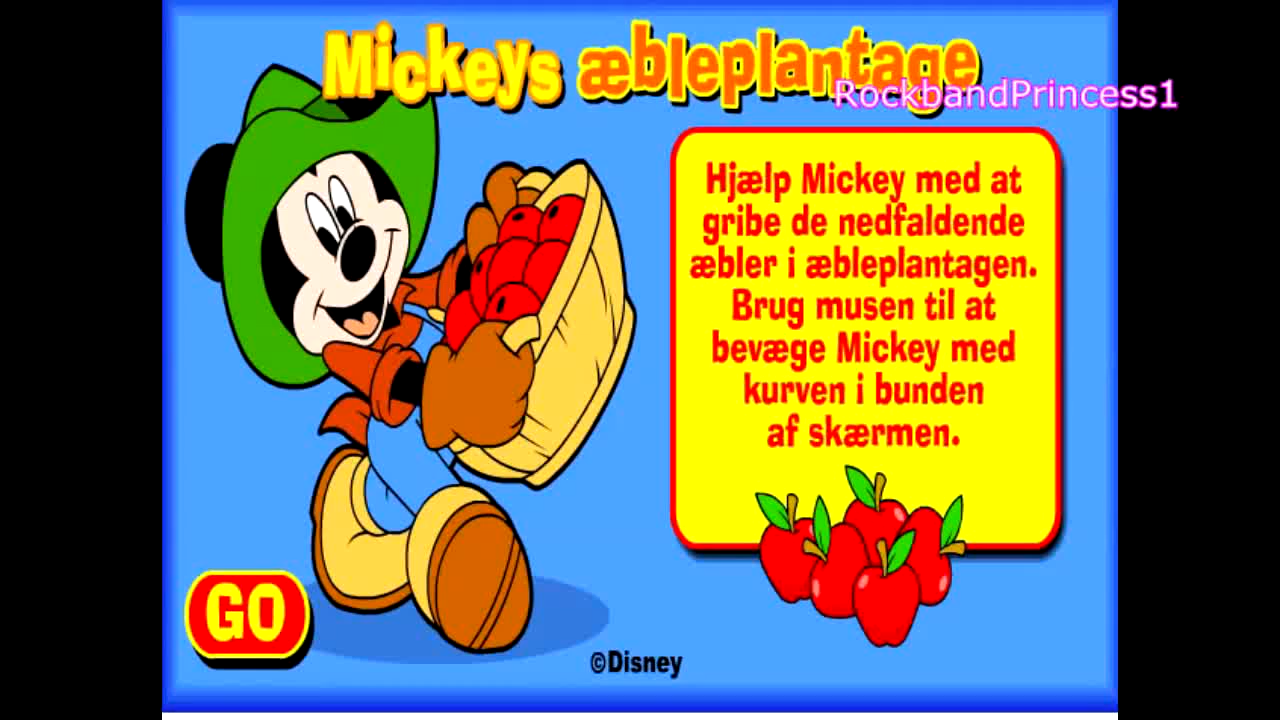 Mickeys æbleplantage
RockbandPrincess1
Hjælp Mickey med at
gribe de nedfaldende
æbler i æbleplantagen.
Brug musen til at
bevæge Mickey med
kurven i bunden
af skærmen.
GO
©Disney